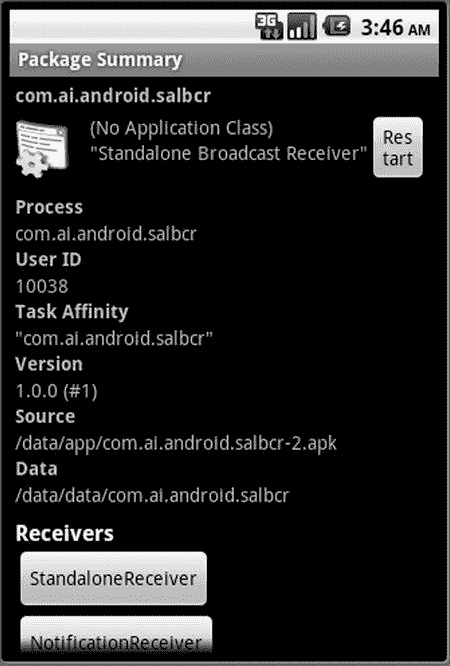 3G 3:46 AM
Package Summary
com.ai.android.salbcr
(No Application Class)
"Standalone Broadcast Receiver"
Res
tart
Process
com.ai.android.salbcr
User ID
10038
Task Affinity
"com.ai.android.salbcr"
Version
1.0.0 (#1)
Source
/data/app/com.ai.android.salbcr-2.apk
Data
/data/data/com.ai.android.salbcr
Receivers
StandaloneReceiver
NotificationReceiver